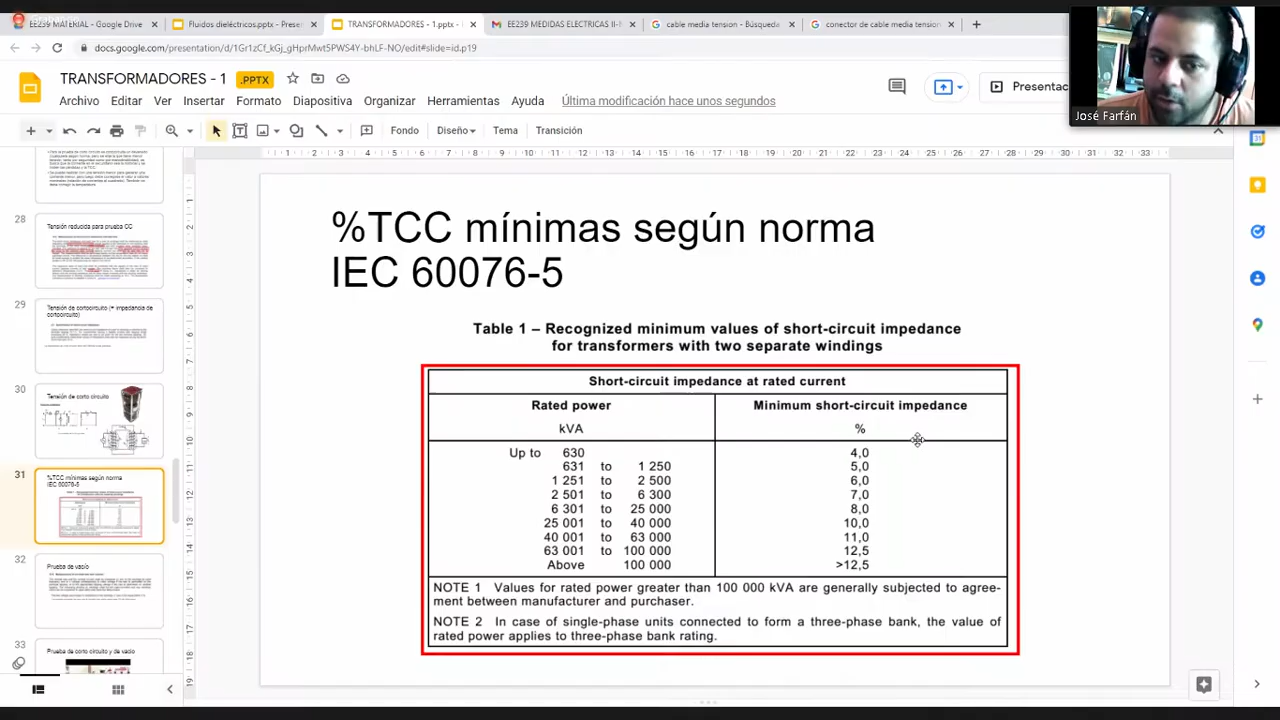 EE239 MATERIAL - Google Drive
Fluidos dieléctricos.pptx - Prese
TRANSFORMADORES - 1.pptx -
EE239 MEDIDAS ELECTRICAS II-N
cable media tension - Búsqueda
conector de cable media tension
docs.google.com/presentation/d/1Gr1zCf_kGj_gHprMwt5PWS4Y-bhLF-NO/edit#slide=id.p19
TRANSFORMADORES - 1 .PPTX
Presentac
José Farfán
Archivo Editar Ver Insertar Formato Diapositiva Organizar Herramientas Ayuda Última modificación hace unos segundos
Fondo Diseño Tema Transición
28
Tensión reducida para prueba CC
29
Tensión de cortocircuito (= impedancia de
cortocircuito)
30
Tensión de corto circuito
31
%TCC mínimas según norma
IEC 60076-5
32
Prueba de vacío
33
Prueba de corto circuito y de vacío
%TCC mínimas según norma
IEC 60076-5
Table 1 – Recognized minimum values of short-circuit impedance
for transformers with two separate windings
Short-circuit impedance at rated current
Rated power Minimum short-circuit impedance
kVA %
Up to 630 4,0
631 to 1 250 5,0
1 251 to 2 500 6,0
2 501 to 6 300 7,0
6 301 to 25 000 8,0
25 001 to 40 000 10,0
40 001 to 63 000 11,0
63 001 to 100 000 12,5
Above 100 000 >12,5
NOTE 1 Values for rated power greater than 100 000 kVA are generally subjected to agree-
ment between manufacturer and purchaser.
NOTE 2 In case of single-phase units connected to form a three-phase bank, the value of
rated power applies to three-phase bank rating.